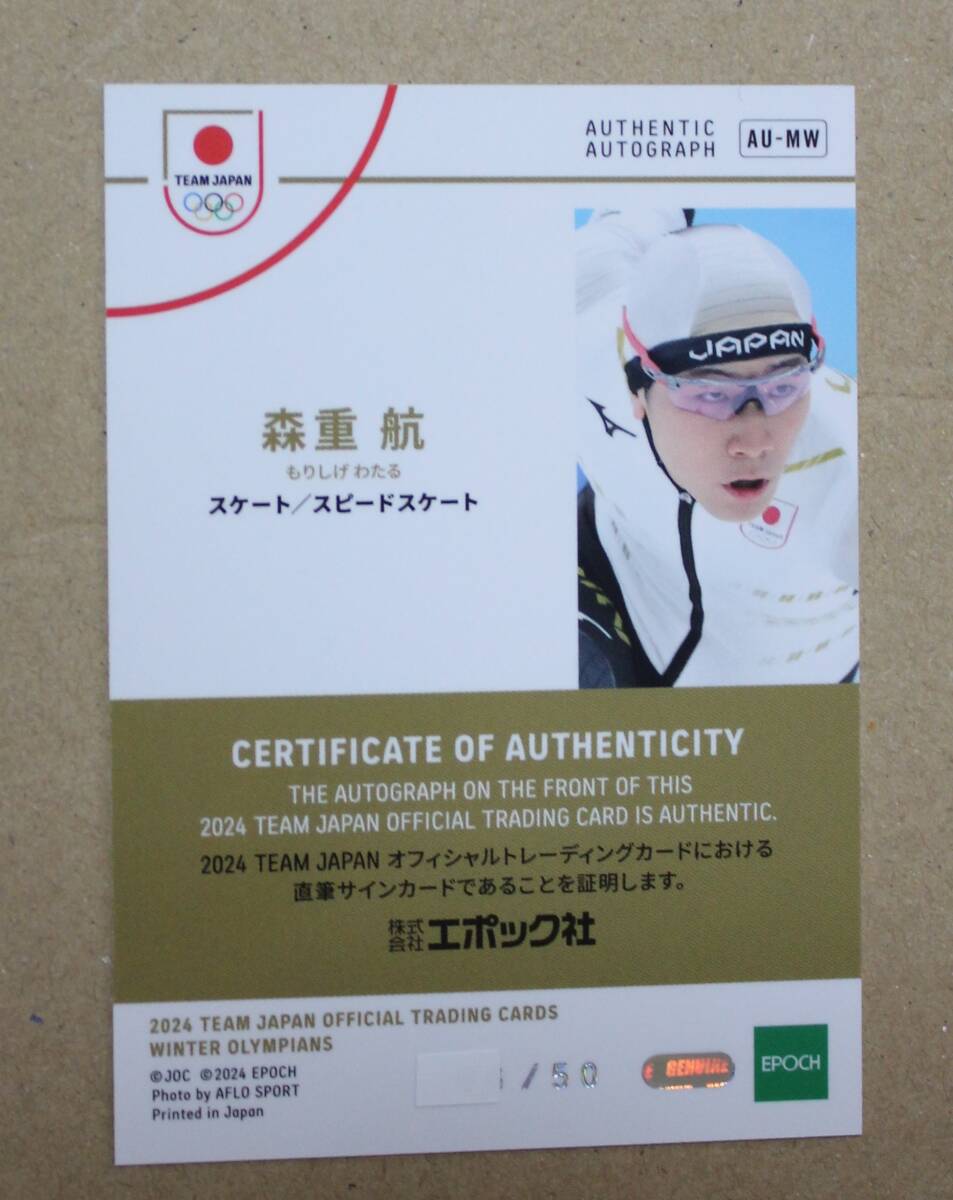 TEAM JAPAN
AUTHENTIC
AUTOGRAPH
AU-MW
JAPAN
森重 航
もりしげ わたる
スケート/スピードスケート
CERTIFICATE OF AUTHENTICITY
THE AUTOGRAPH ON THE FRONT OF THIS
2024 TEAM JAPAN OFFICIAL TRADING CARD IS AUTHENTIC.
2024 TEAM JAPAN オフィシャルトレーディングカードにおける
直筆サインカードであることを証明します。
株式会社エポック社
2024 TEAM JAPAN OFFICIAL TRADING CARDS
WINTER OLYMPIANS
©JOC ©2024 EPOCH
Photo by AFLO SPORT
Printed in Japan
/50
GENUINE
EPOCH